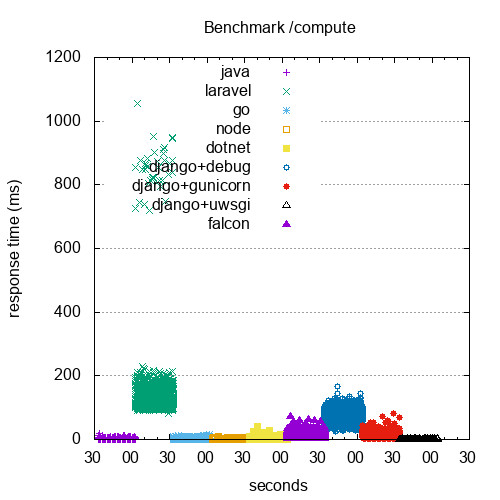 Benchmark /compute
response time (ms)
1200
1000
800
600
400
200
0
java
laravel
go
node
dotnet
django+debug
django+gunicorn
django+uwsgi
falcon
30 00 30 00 30 00 30 00 30 00 30
seconds